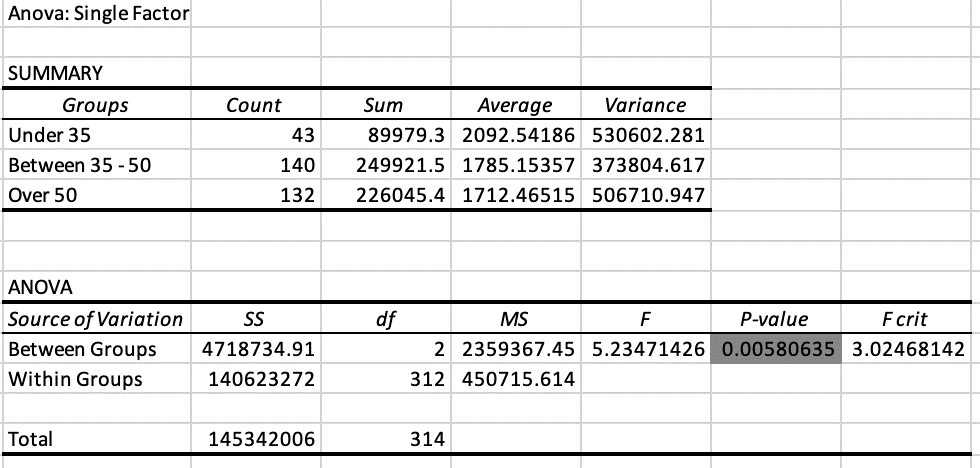 Anova: Single Factor
SUMMARY
Groups Count Sum Average Variance
Under 35 43 89979.3 2092.54186 530602.281
Between 35 - 50 140 249921.5 1785.15357 373804.617
Over 50 132 226045.4 1712.46515 506710.947
ANOVA
Source of Variation SS df MS F P-value F crit
Between Groups 4718734.91 2 2359367.45 5.23471426 0.00580635 3.02468142
Within Groups 140623272 312 450715.614
Total 145342006 314